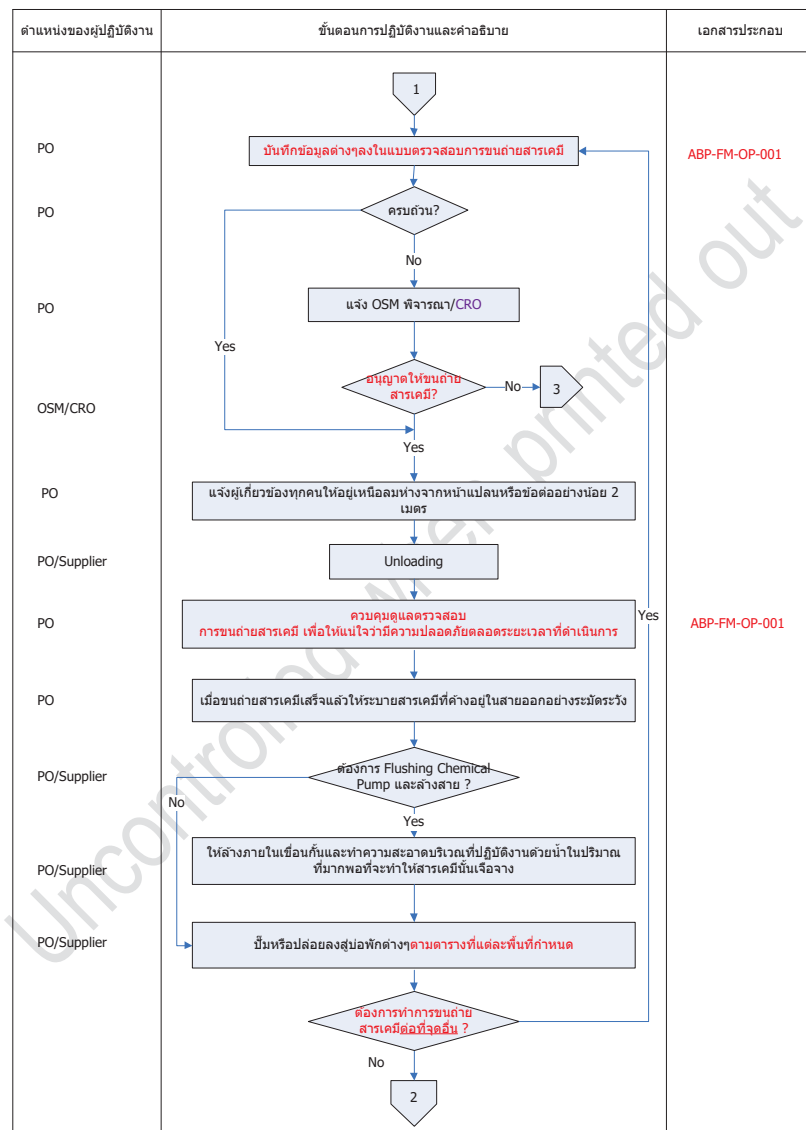 ตำแหน่งของผู้ปฏิบัติงาน
ขั้นตอนการปฏิบัติงานและคำอธิบาย
เอกสารประกอบ
1
PO
บันทึกข้อมูลต่างๆลงในแบบตรวจสอบการขนถ่ายสารเคมี
ABP-FM-OP-001
PO
ครบถ้วน?
No
PO
แจ้ง OSM พิจารณา/CRO
Yes
อนุญาตให้ขนถ่าย
สารเคมี?
No
3
OSM/CRO
Yes
PO
แจ้งผู้เกี่ยวข้องทุกคนให้อยู่เหนือลมห่างจากหน้าแปลนหรือข้อต่ออย่างน้อย 2
เมตร
PO/Supplier
Unloading
PO
ควบคุมดูแลตรวจสอบ
การขนถ่ายสารเคมี เพื่อให้แน่ใจว่ามีความปลอดภัยตลอดระยะเวลาที่ดำเนินการ
Yes
ABP-FM-OP-001
PO
เมื่อขนถ่ายสารเคมีเสร็จแล้วให้ระบายสารเคมีที่ค้างอยู่ในสายออกอย่างระมัดระวัง
PO/Supplier
ต้องการ Flushing Chemical
Pump และล้างสาย ?
No
Yes
PO/Supplier
ให้ล้างภายในเขื่อนกั้นและทำความสะอาดบริเวณที่ปฏิบัติงานด้วยน้ำในปริมาณ
ที่มากพอที่จะทำให้สารเคมีนั้นเจือจาง
PO/Supplier
ปั๊มหรือปล่อยลงสู่บ่อพักต่างๆตามตารางที่แต่ละพื้นที่กำหนด
ต้องการทำการขนถ่าย
สารเคมีต่อที่จุดอื่น ?
No
2
Uncontrolled when printed out